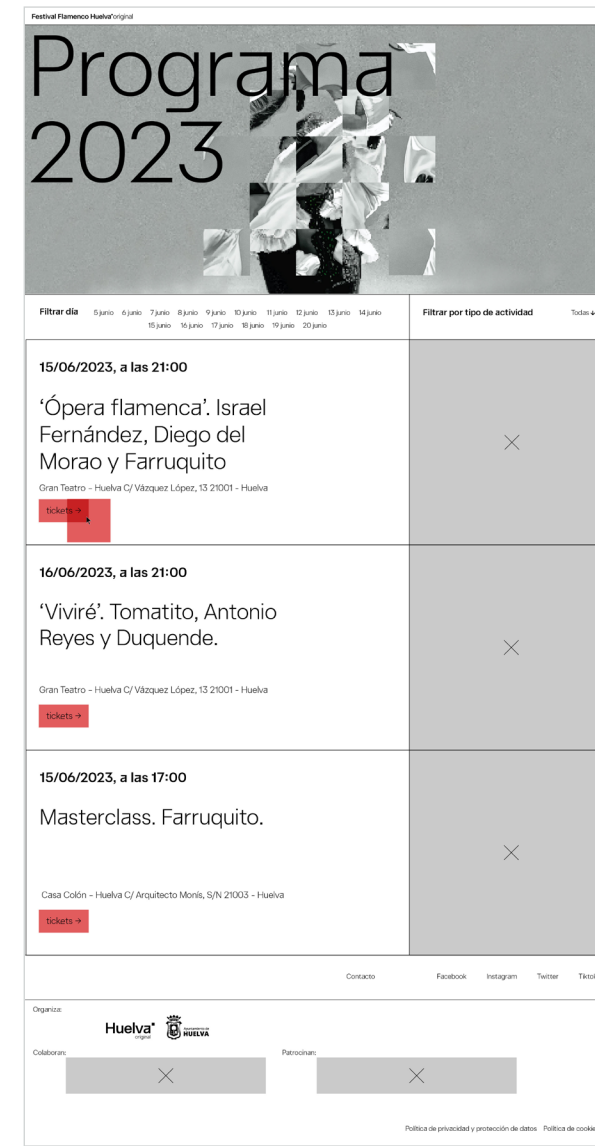 Festival Flamenco Huelva*original
Programa
2023
Filtrar día
5 junio 6 junio 7 junio 8 junio 9 junio 10 junio 11 junio 12 junio 13 junio 14 junio
15 junio 16 junio 17 junio 18 junio 19 junio 20 junio
Filtrar por tipo de actividad Todas ↓
15/06/2023, a las 21:00
‘Ópera flamenca’. Israel
Fernández, Diego del
Morao y Farruquito
Gran Teatro – Huelva C/ Vázquez López, 13 21001 - Huelva
tickets →
16/06/2023, a las 21:00
‘Viviré’. Tomatito, Antonio
Reyes y Duquende.
Gran Teatro – Huelva C/ Vázquez López, 13 21001 - Huelva
tickets →
15/06/2023, a las 17:00
Masterclass. Farruquito.
Casa Colón – Huelva C/ Arquitecto Monís, S/N 21003 - Huelva
tickets →
Contacto Facebook Instagram Twitter Tiktok
Organiza:
Huelva*
original
Ayuntamiento de
HUELVA
Colaboran:
Patrocinan:
Política de privacidad y protección de datos Política de cookie